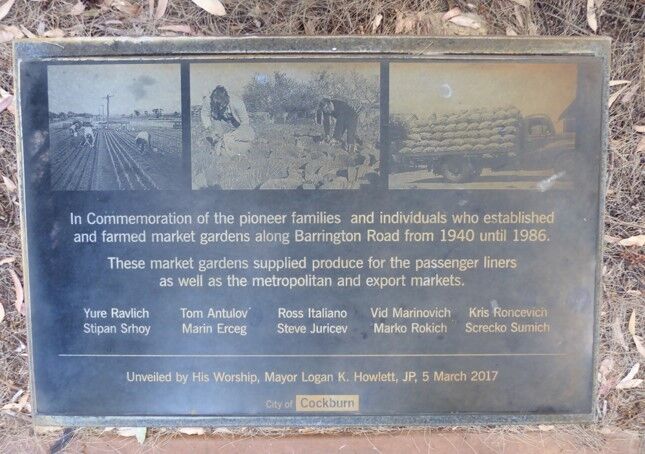 In Commemoration of the pioneer families and individuals who established
and farmed market gardens along Barrington Road from 1940 until 1986.
These market gardens supplied produce for the passenger liners
as well as the metropolitan and export markets.
Yure Ravlich Tom Antulov Ross Italiano Vid Marinovich Kris Roncevich
Stipan Srhoy Marin Erceg Steve Juricev Marko Rokich Screcko Sumich
Unveiled by His Worship, Mayor Logan K. Howlett, JP, 5 March 2017
City of Cockburn